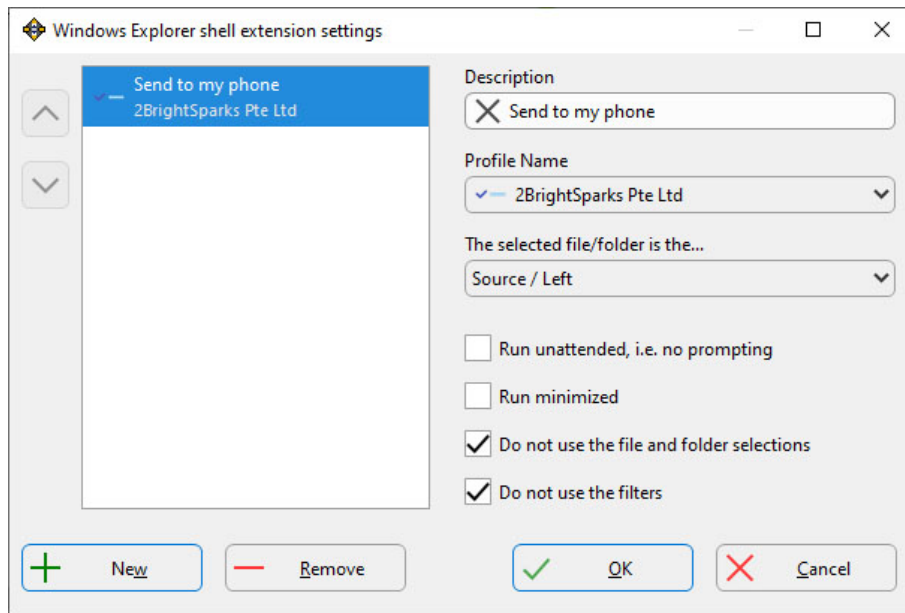 Windows Explorer shell extension settings
Send to my phone
2BrightSparks Pte Ltd
Description
Send to my phone
Profile Name
2BrightSparks Pte Ltd
The selected file/folder is the...
Source / Left
Run unattended, i.e. no prompting
Run minimized
Do not use the file and folder selections
Do not use the filters
New
Remove
OK
Cancel